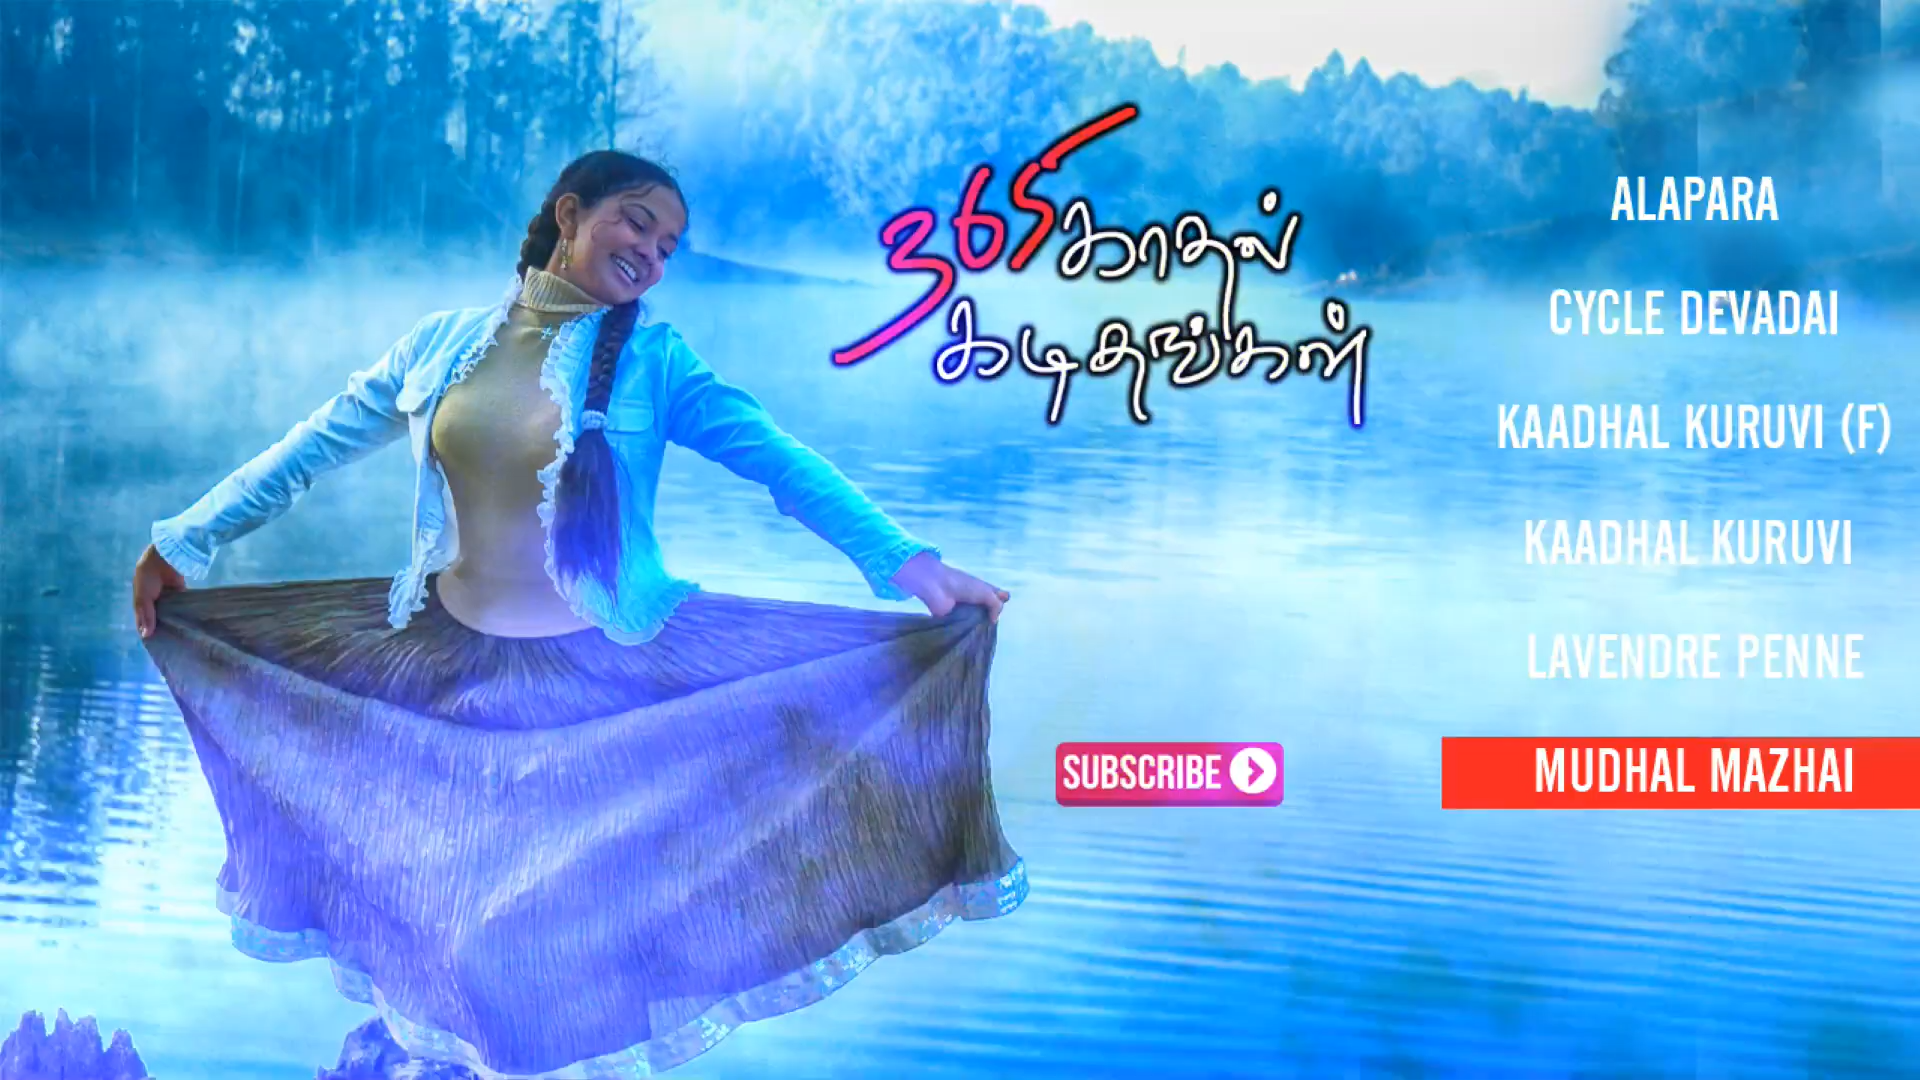 365 காதல்
கடிதங்கள்
ALAPARA
CYCLE DEVADAI
KAADHAL KURUVI (F)
KAADHAL KURUVI
LAVENDRE PENNE
SUBSCRIBE
MUDHAL MAZHAI